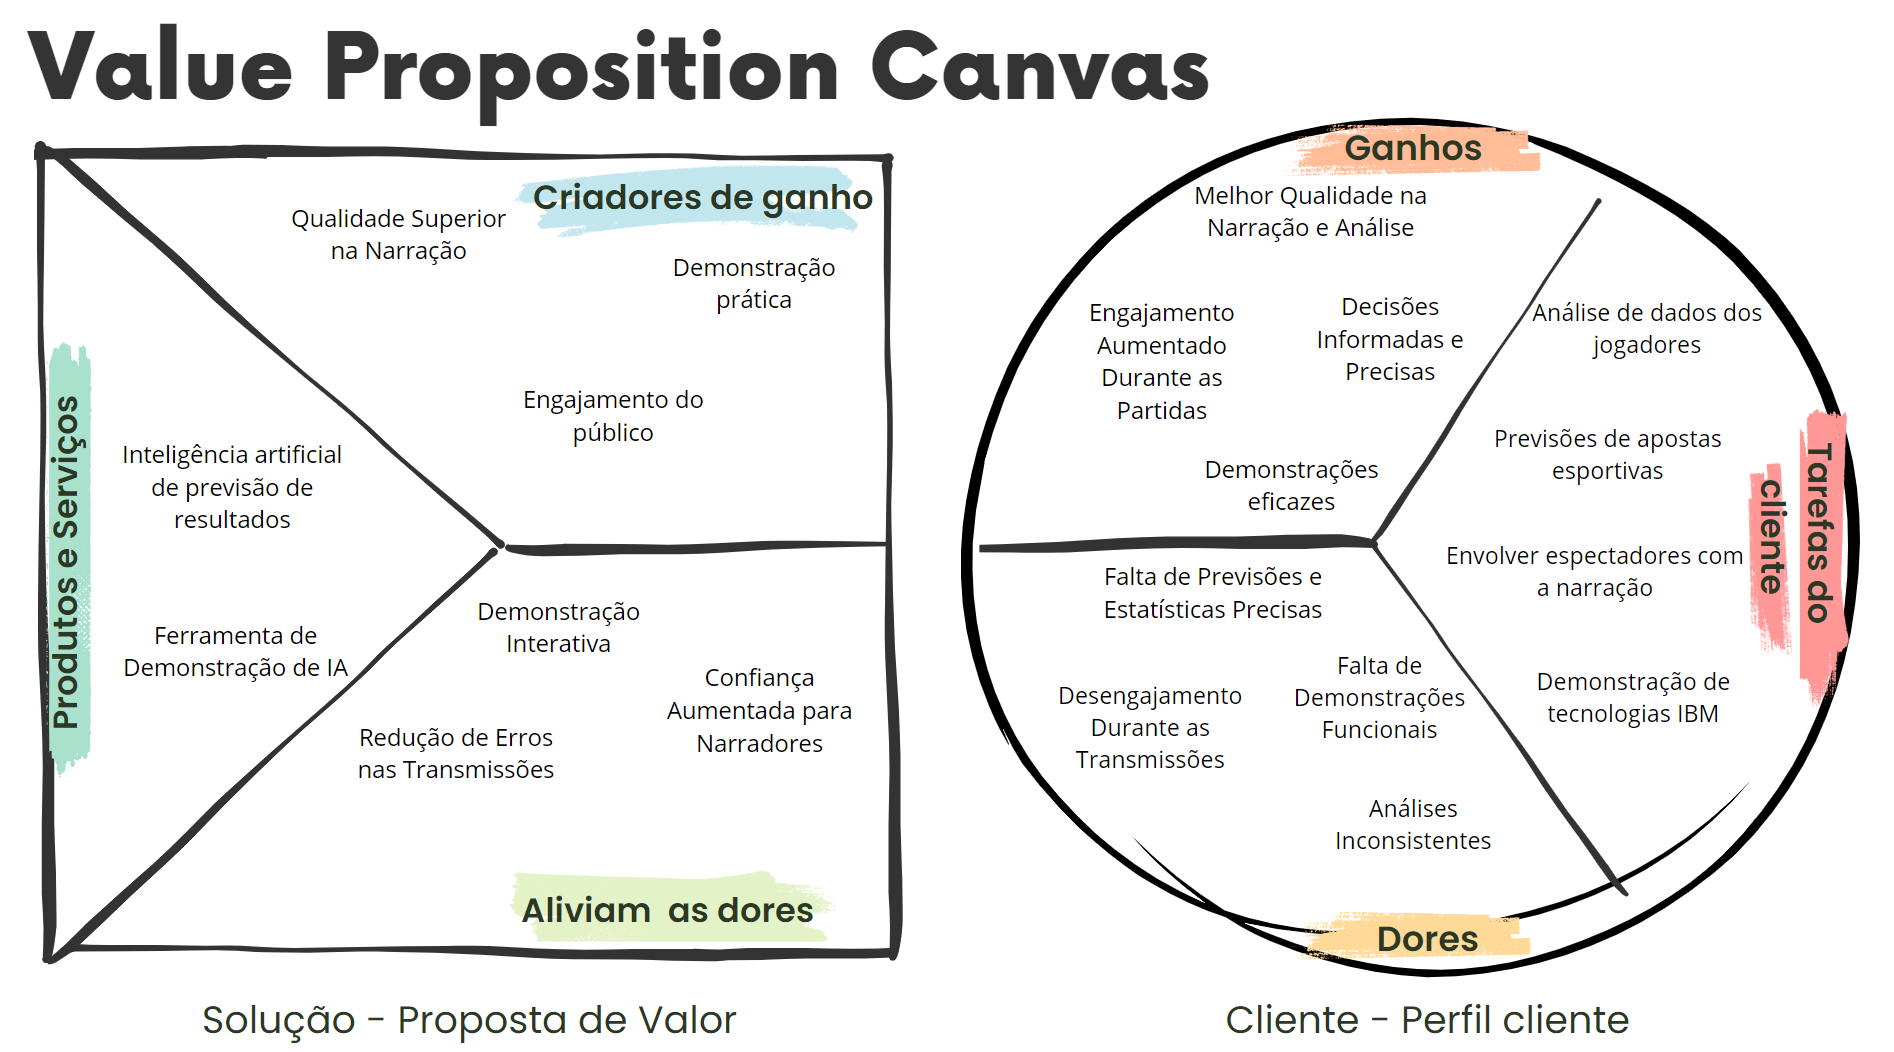 Value Proposition Canvas
Criadores de ganho
Qualidade Superior
na Narração
Demonstração
prática
Engajamento do
público
Produtos e Serviços
Inteligência artificial
de previsão de
resultados
Ferramenta de
Demonstração de IA
Demonstração
Interativa
Confiança
Aumentada para
Narradores
Redução de Erros
nas Transmissões
Aliviam as dores
Solução - Proposta de Valor
Ganhos
Melhor Qualidade na
Narração e Análise
Engajamento
Aumentado
Durante as
Partidas
Decisões
Informadas e
Precisas
Demonstrações
eficazes
Análise de dados dos
jogadores
Previsões de apostas
esportivas
Envolver espectadores com
a narração
Demonstração de
tecnologias IBM
Tarefas do
cliente
Falta de Previsões e
Estatísticas Precisas
Desengajamento
Durante as
Transmissões
Falta de
Demonstrações
Funcionais
Análises
Inconsistentes
Dores
Cliente - Perfil cliente